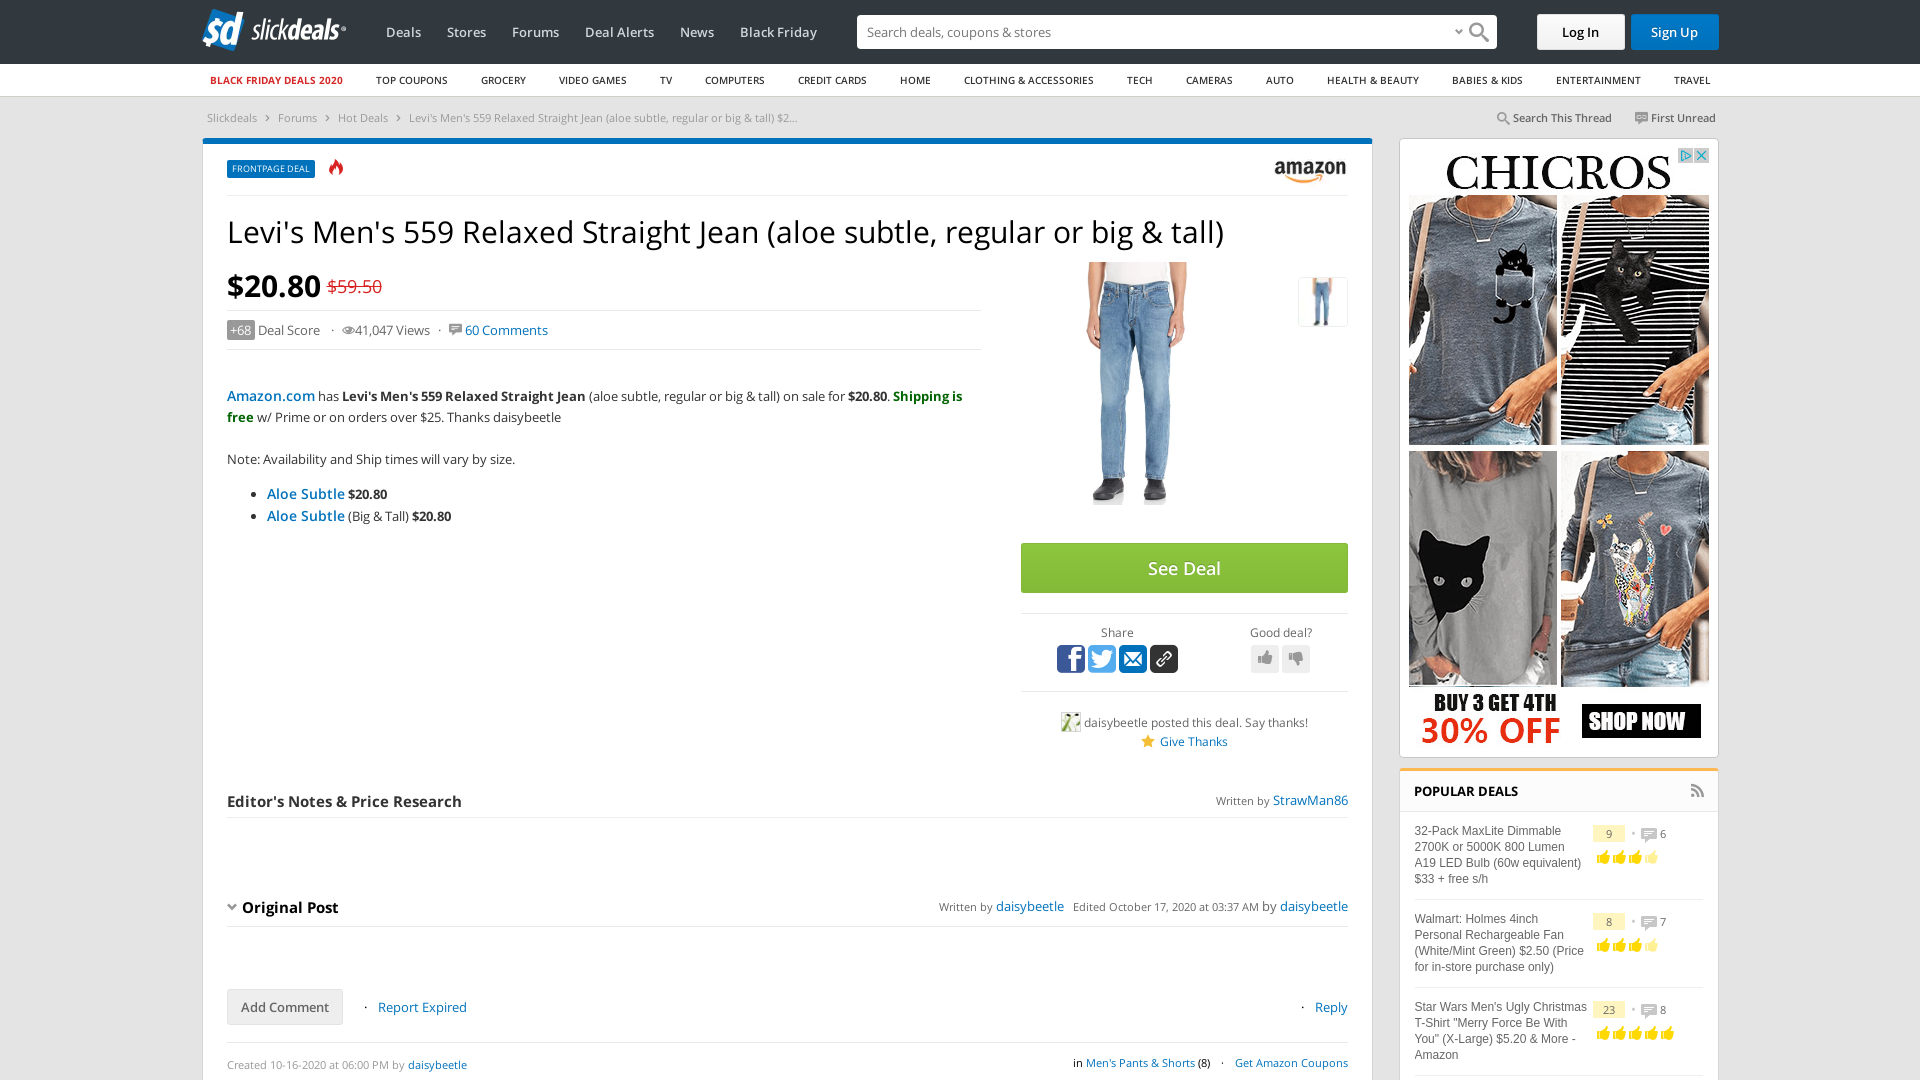 slickdeals
Deals
Stores
Forums
Deal Alerts
News
Black Friday
Search deals, coupons & stores
Log In
Sign Up
BLACK FRIDAY DEALS 2020
TOP COUPONS
GROCERY
VIDEO GAMES
TV
COMPUTERS
CREDIT CARDS
HOME
CLOTHING & ACCESSORIES
TECH
CAMERAS
AUTO
HEALTH & BEAUTY
BABIES & KIDS
ENTERTAINMENT
TRAVEL
Slickdeals › Forums › Hot Deals › Levi's Men's 559 Relaxed Straight Jean (aloe subtle, regular or big & tall) $2...
Search This Thread
First Unread
FRONTPAGE DEAL
amazon
Levi's Men's 559 Relaxed Straight Jean (aloe subtle, regular or big & tall)
$20.80 $59.50
+68 Deal Score · 41,047 Views · 60 Comments
Amazon.com has Levi's Men's 559 Relaxed Straight Jean (aloe subtle, regular or big & tall) on sale for $20.80. Shipping is
free w/ Prime or on orders over $25. Thanks daisybeetle
Note: Availability and Ship times will vary by size.
• Aloe Subtle $20.80
• Aloe Subtle (Big & Tall) $20.80
See Deal
Share
Good deal?
daisybeetle posted this deal. Say thanks!
Give Thanks
Editor's Notes & Price Research
Written by StrawMan86
Original Post
Written by daisybeetle Edited October 17, 2020 at 03:37 AM by daisybeetle
Add Comment
· Report Expired
· Reply
Created 10-16-2020 at 06:00 PM by daisybeetle
in Men's Pants & Shorts (8) · Get Amazon Coupons
CHICROS
BUY 3 GET 4TH
30% OFF
SHOP NOW
POPULAR DEALS
32-Pack MaxLite Dimmable
2700K or 5000K 800 Lumen
A19 LED Bulb (60w equivalent)
$33 + free s/h
9 • 6
Walmart: Holmes 4inch
Personal Rechargeable Fan
(White/Mint Green) $2.50 (Price
for in-store purchase only)
8 • 7
Star Wars Men's Ugly Christmas
T-Shirt "Merry Force Be With
You" (X-Large) $5.20 & More -
Amazon
23 • 8